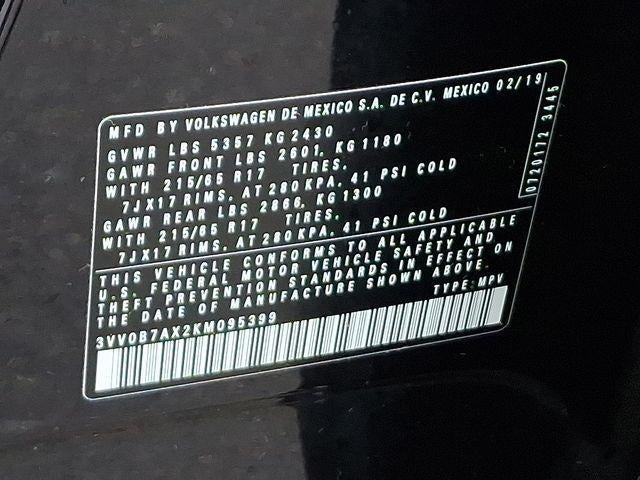 MFD BY VOLKSWAGEN DE MEXICO S.A. DE C.V. MEXICO 02/19
GVWR LBS 5357 KG 2430
GAWR FRONT LBS 2601, KG 1180
WITH 215/65 R17 TIRES,
7JX17 RIMS, AT 280 KPA, 41 PSI COLD
GAWR REAR LBS 2866, KG 1300
WITH 215/65 R17 TIRES,
7JX17 RIMS, AT 280 KPA, 41 PSI COLD
0720172 3445
THIS VEHICLE CONFORMS TO ALL APPLICABLE
U.S. FEDERAL MOTOR VEHICLE SAFETY AND
THEFT PREVENTION STANDARDS IN EFFECT ON
THE DATE OF MANUFACTURE SHOWN ABOVE.
3VV0B7AX2KM095399 TYPE: MPV